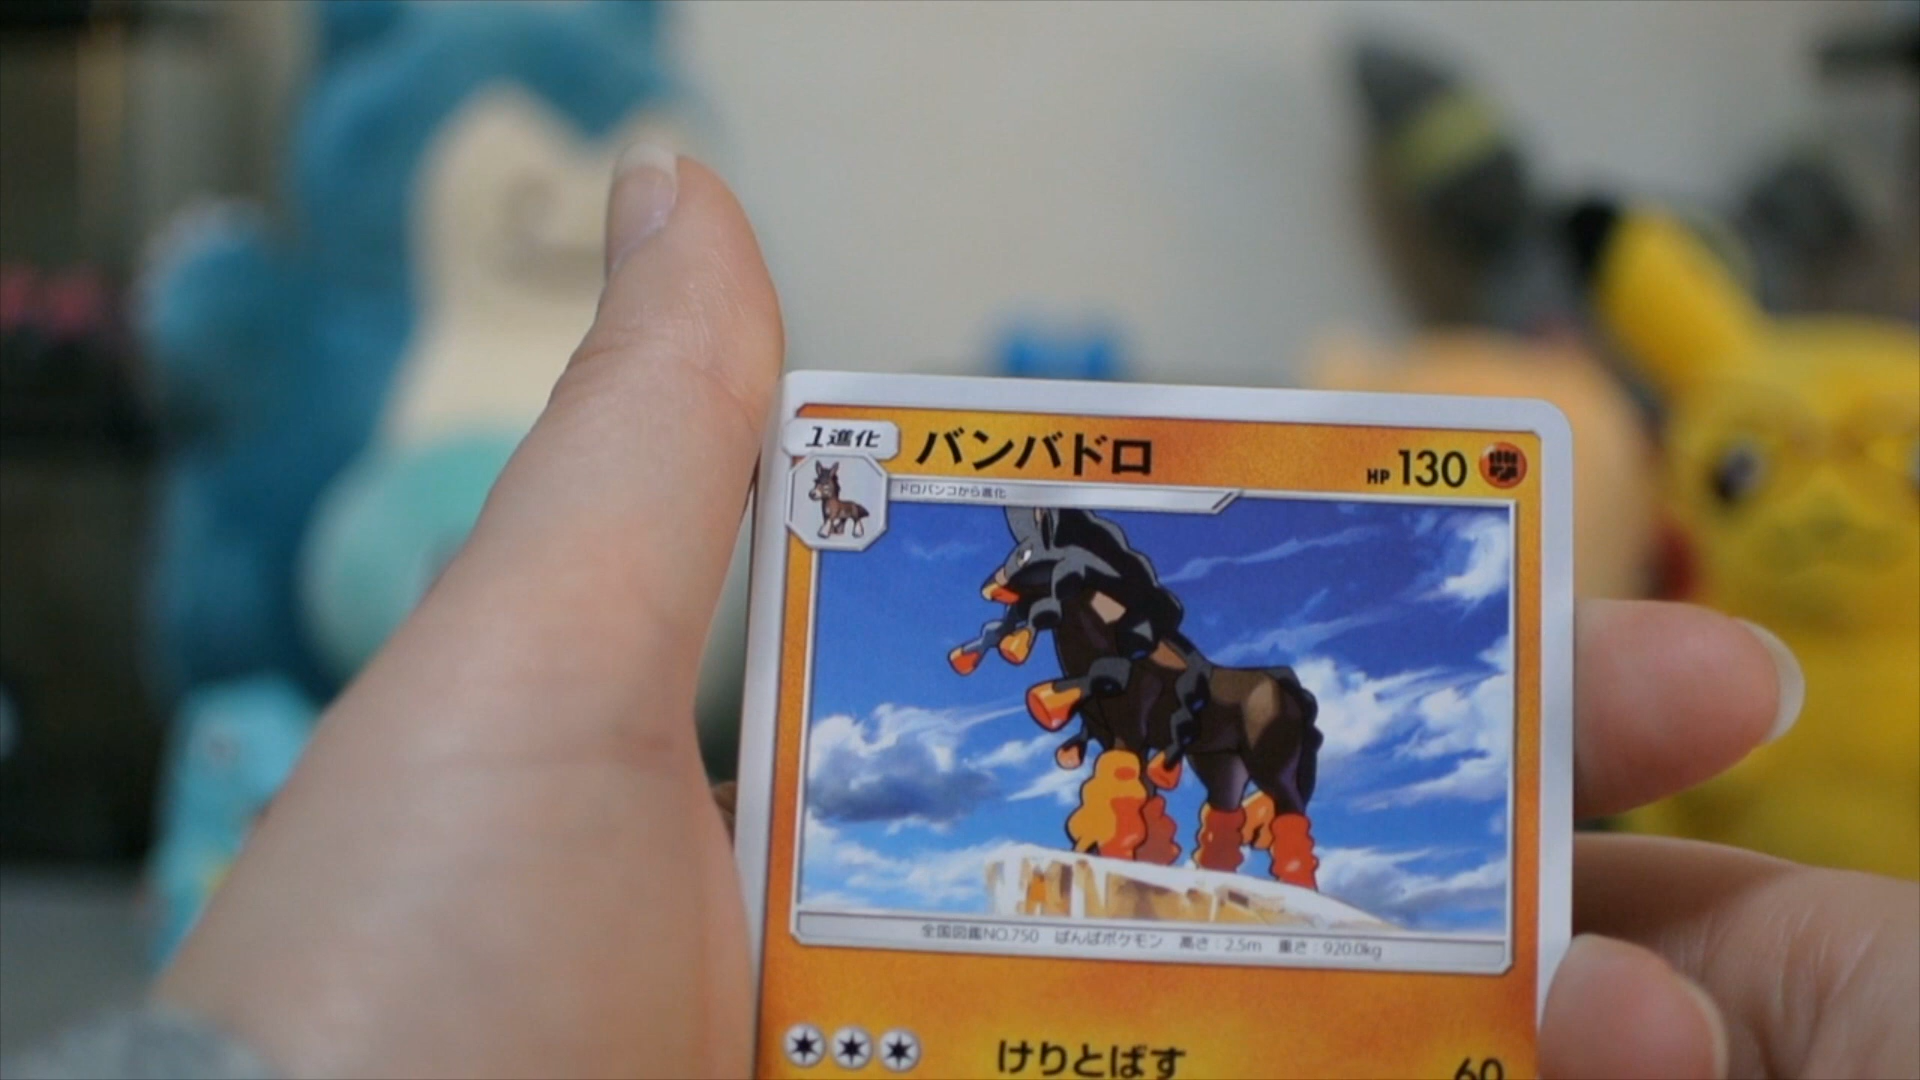 1進化 バンバドロ HP 130
ドロバンコから進化
全国図鑑NO.750 ばんばポケモン 高さ:2.5m 重さ:920.0kg
けりとばす 60